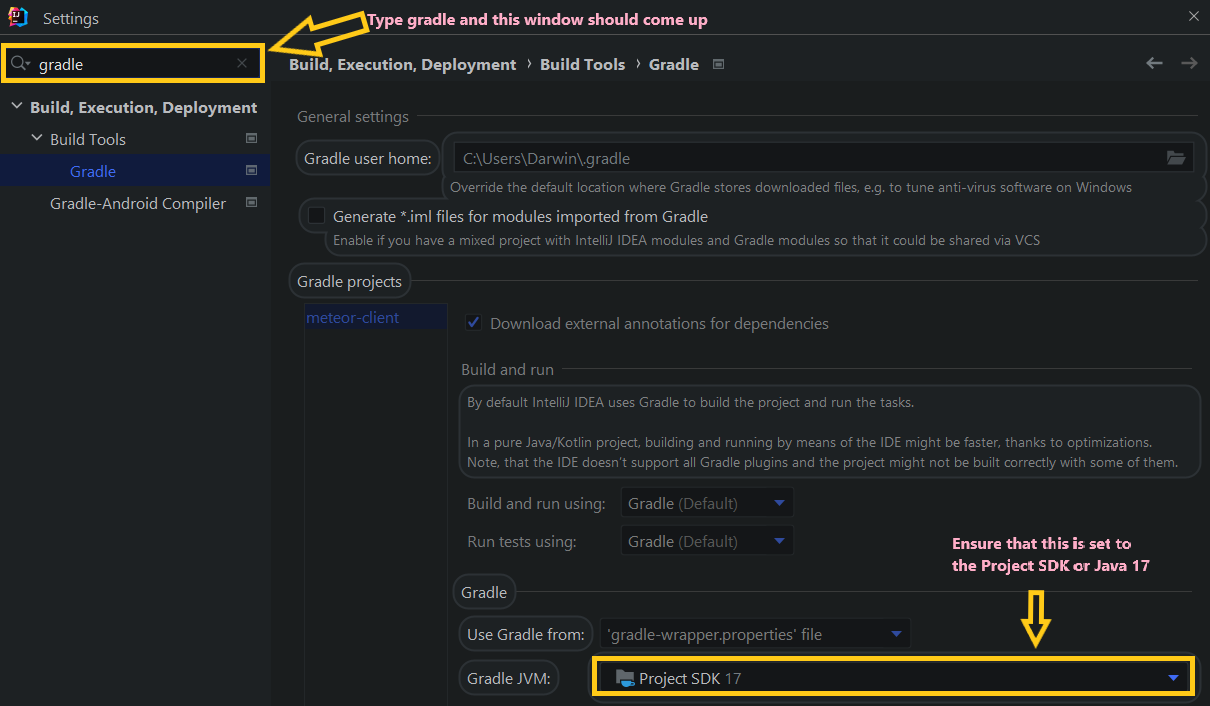 Settings
Type gradle and this window should come up
gradle
Build, Execution, Deployment › Build Tools › Gradle
Build, Execution, Deployment
Build Tools
Gradle
Gradle-Android Compiler
General settings
Gradle user home:
C:\Users\Darwin\.gradle
Override the default location where Gradle stores downloaded files, e.g. to tune anti-virus software on Windows
Generate *.iml files for modules imported from Gradle
Enable if you have a mixed project with IntelliJ IDEA modules and Gradle modules so that it could be shared via VCS
Gradle projects
meteor-client
Download external annotations for dependencies
Build and run
By default IntelliJ IDEA uses Gradle to build the project and run the tasks.
In a pure Java/Kotlin project, building and running by means of the IDE might be faster, thanks to optimizations.
Note, that the IDE doesn't support all Gradle plugins and the project might not be built correctly with some of them.
Build and run using: Gradle (Default)
Run tests using: Gradle (Default)
Ensure that this is set to
the Project SDK or Java 17
Gradle
Use Gradle from: 'gradle-wrapper.properties' file
Gradle JVM: Project SDK 17